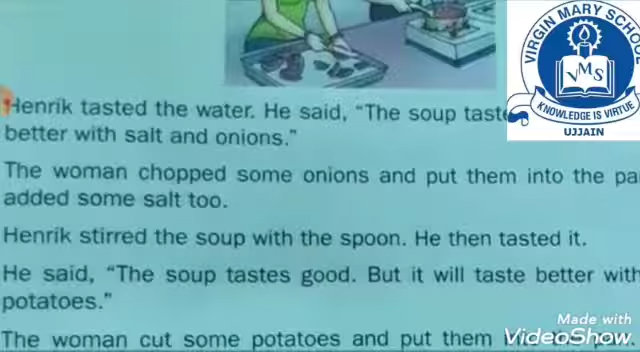 Henrik tasted the water. He said, "The soup
better with salt and onions."
The woman chopped some onions and put them into the
added some salt too.
Henrik stirred the soup with the spoon. He then tasted it.
He said, "The soup tastes good. But it will taste better with
potatoes."
The woman cut some potatoes and put them
VIRGIN MARY SCHOOL
VMS
KNOWLEDGE IS VIRTUE
UJJAIN
Made with
VideoShow